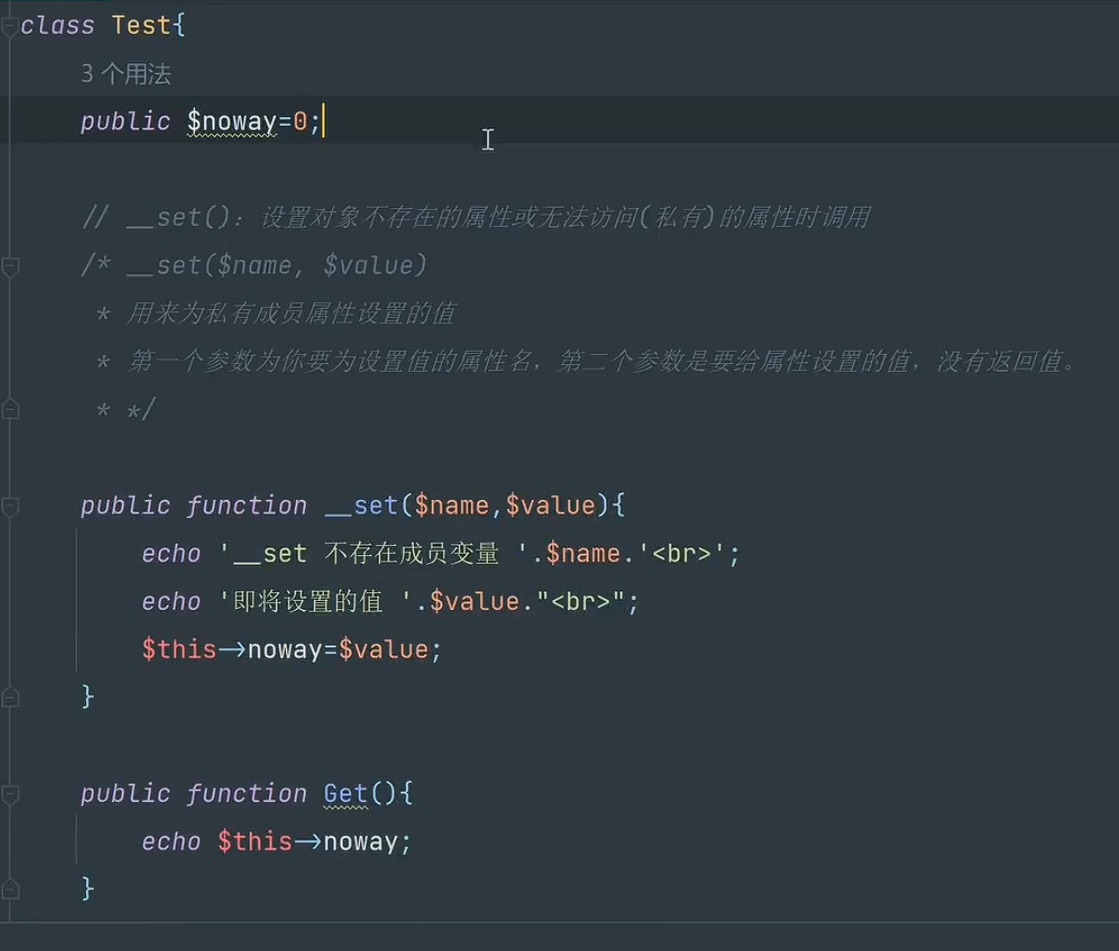 class Test{
3 个用法
public $noway=0;
// __set(): 设置对象不存在的属性或无法访问(私有)的属性时调用
/* __set($name, $value)
* 用来为私有成员属性设置的值
* 第一个参数为你要为设置值的属性名，第二个参数是要给属性设置的值，没有返回值。
* */
public function __set($name,$value){
echo '__set 不存在成员变量 '.$name.'<br>';
echo '即将设置的值 '.$value."<br>";
$this->noway=$value;
}
public function Get(){
echo $this->noway;
}